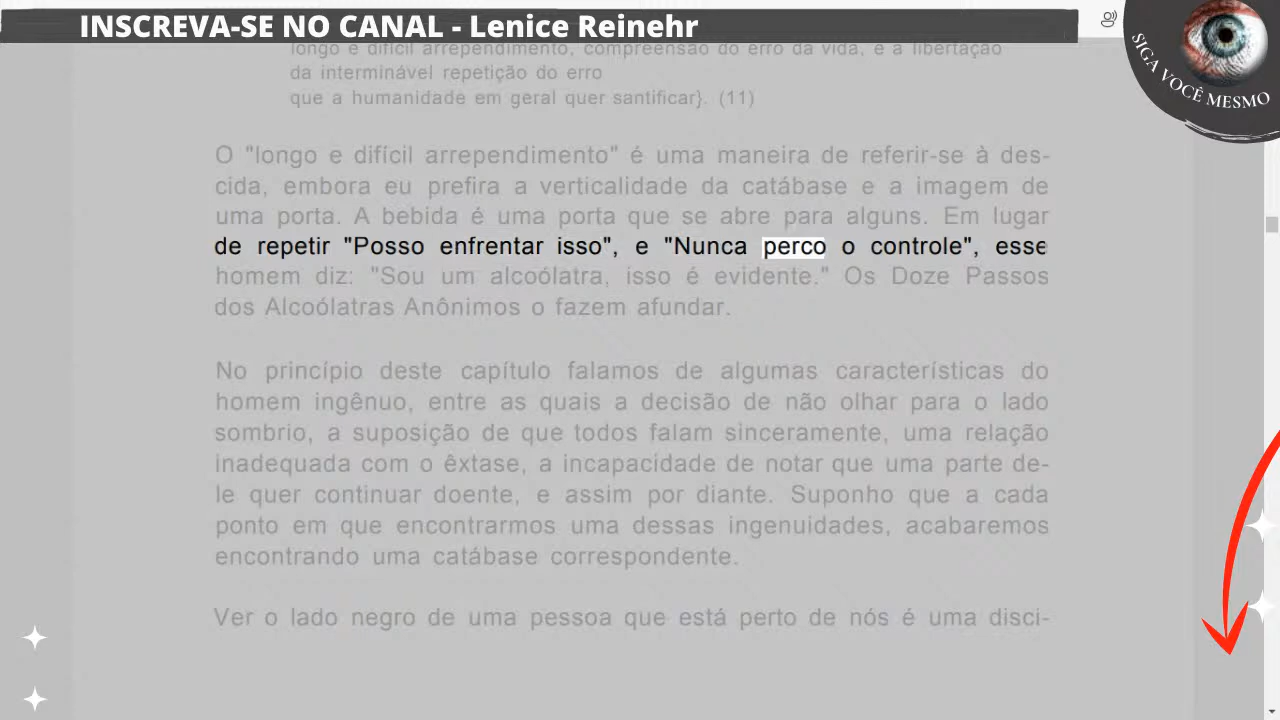 INSCREVA-SE NO CANAL - Lenice Reinehr
SIGA VOCÊ MESMO
longo e difícil arrependimento, compreensão do erro da vida, e a libertação
da interminável repetição do erro
que a humanidade em geral quer santificar}. (11)
O "longo e difícil arrependimento" é uma maneira de referir-se à des-
cida, embora eu prefira a verticalidade da catábase e a imagem de
uma porta. A bebida é uma porta que se abre para alguns. Em lugar
de repetir "Posso enfrentar isso", e "Nunca perco o controle", esse
homem diz: "Sou um alcoólatra, isso é evidente." Os Doze Passos
dos Alcoólatras Anônimos o fazem afundar.
No princípio deste capítulo falamos de algumas características do
homem ingênuo, entre as quais a decisão de não olhar para o lado
sombrio, a suposição de que todos falam sinceramente, uma relação
inadequada com o êxtase, a incapacidade de notar que uma parte de-
le quer continuar doente, e assim por diante. Suponho que a cada
ponto em que encontrarmos uma dessas ingenuidades, acabaremos
encontrando uma catábase correspondente.
Ver o lado negro de uma pessoa que está perto de nós é uma disci-